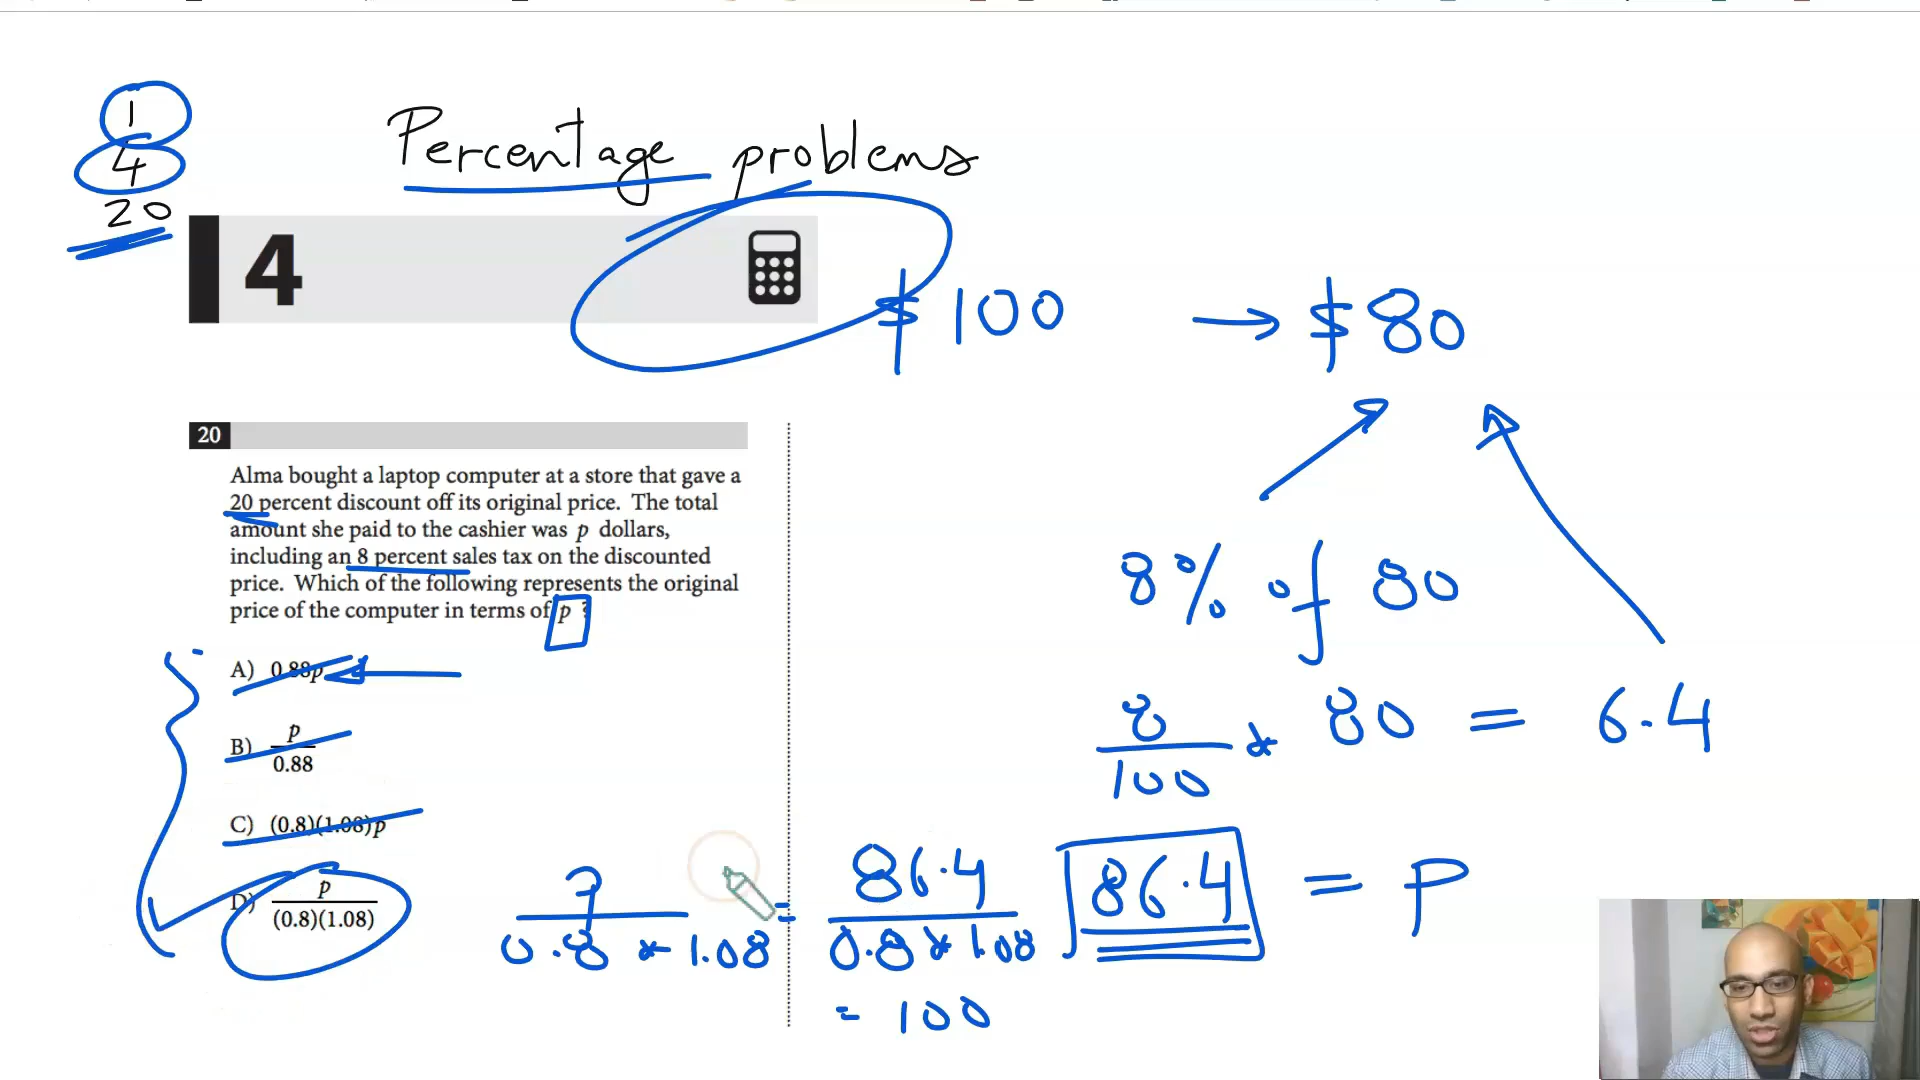 1
4
20
Percentage problems
4
$ 100 → $ 80
20
Alma bought a laptop computer at a store that gave a
20 percent discount off its original price. The total
amount she paid to the cashier was p dollars,
including an 8 percent sales tax on the discounted
price. Which of the following represents the original
price of the computer in terms of p ?
A) 0.88p
B) p
0.88
C) (0.8)(1.08)p
D) p
(0.8)(1.08)
8% of 80
8
100
* 80 = 6.4
86.4 = P
P
0.8 * 1.08
=
86.4
0.8 * 1.08
= 100